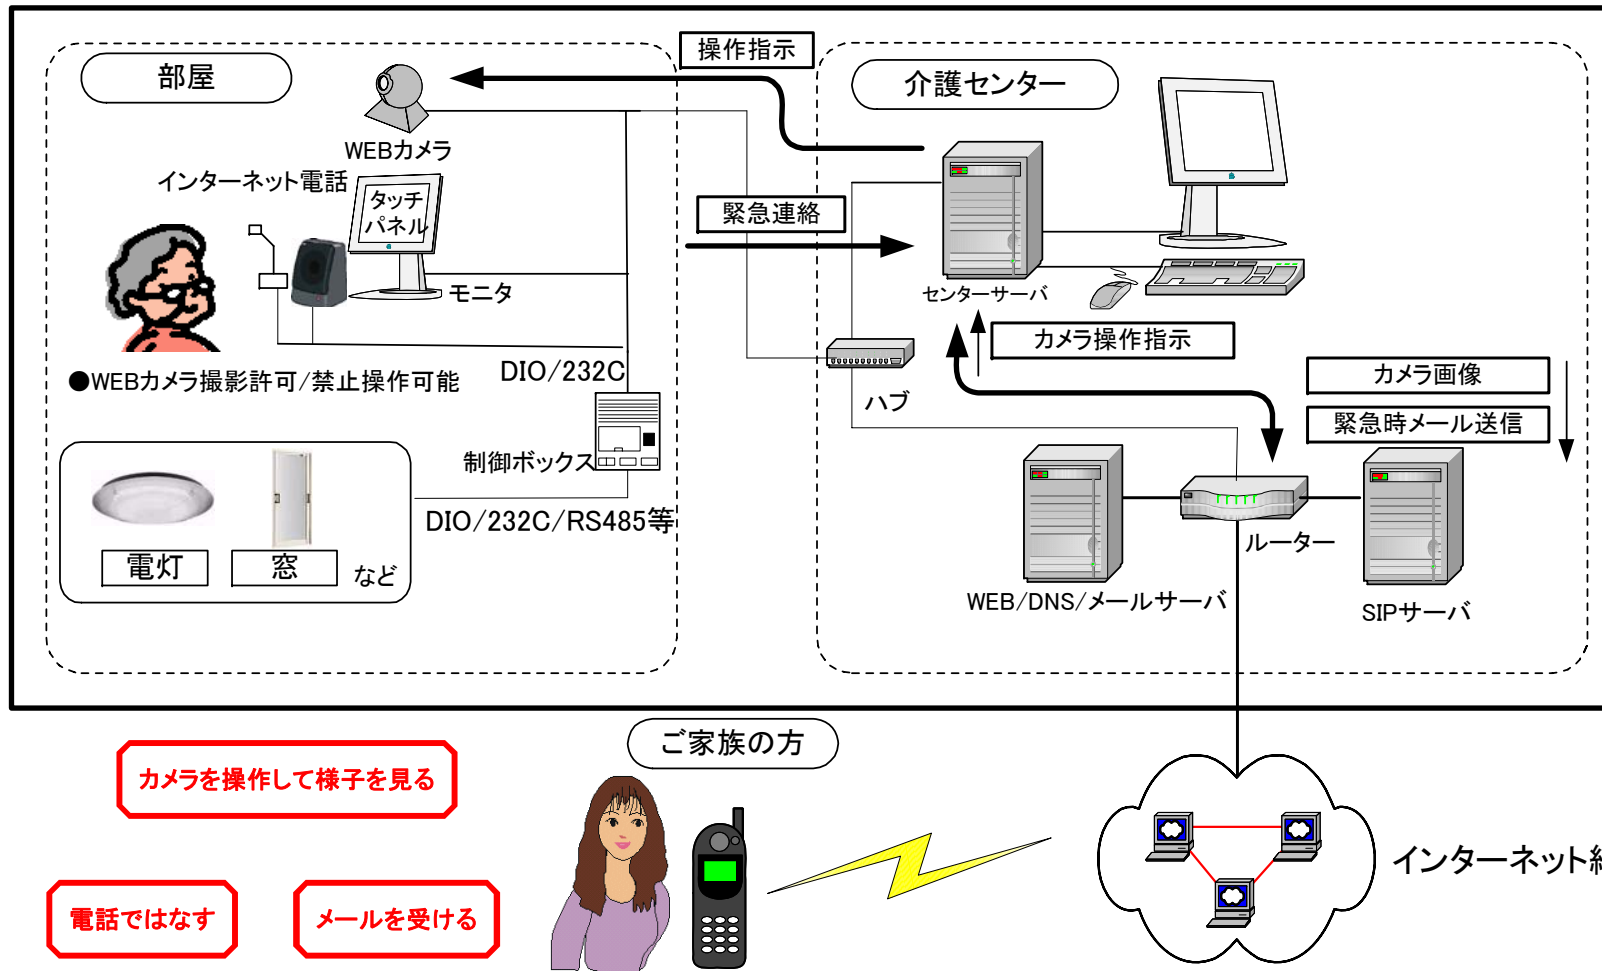 操作指示
部屋
介護センター
WEBカメラ
インターネット電話
タッチ
パネル
緊急連絡
モニタ
センターサーバ
カメラ操作指示
DIO/232C
●WEBカメラ撮影許可/禁止操作可能
カメラ画像
ハブ
緊急時メール送信
制御ボックス
DIO/232C/RS485等
電灯
窓
など
ルーター
WEB/DNS/メールサーバ
SIPサーバ
ご家族の方
カメラを操作して様子を見る
インターネット
電話ではなす
メールを受ける